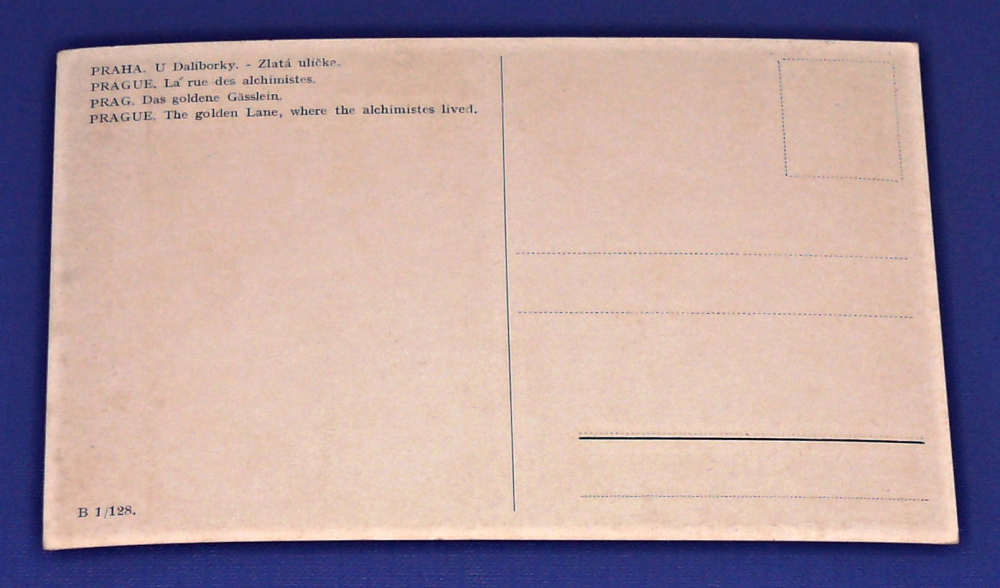 PRAHA. U Daliborky. - Zlatá ulička.
PRAGUE. La rue des alchimistes.
PRAG. Das goldene Gässlein.
PRAGUE. The golden Lane, where the alchimistes lived.
B 1/128.